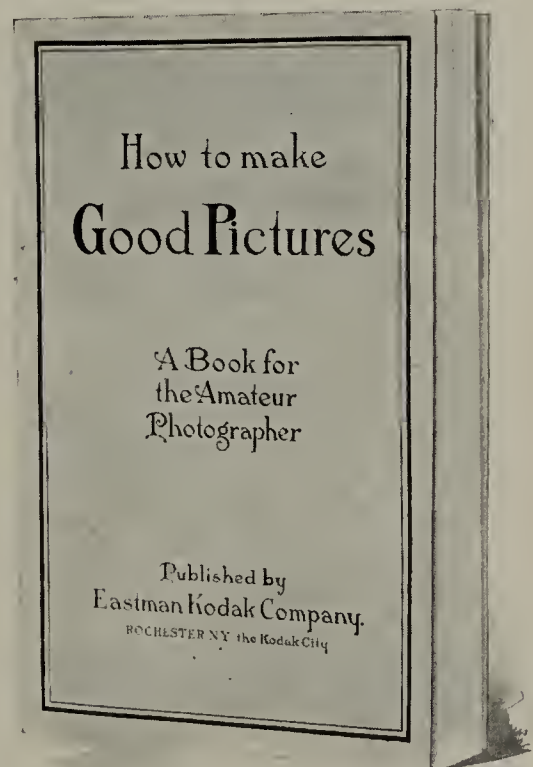 How to make
Good Pictures
A Book for
the Amateur
Photographer
Published by
Eastman Kodak Company.
ROCHESTER NY the Kodak City